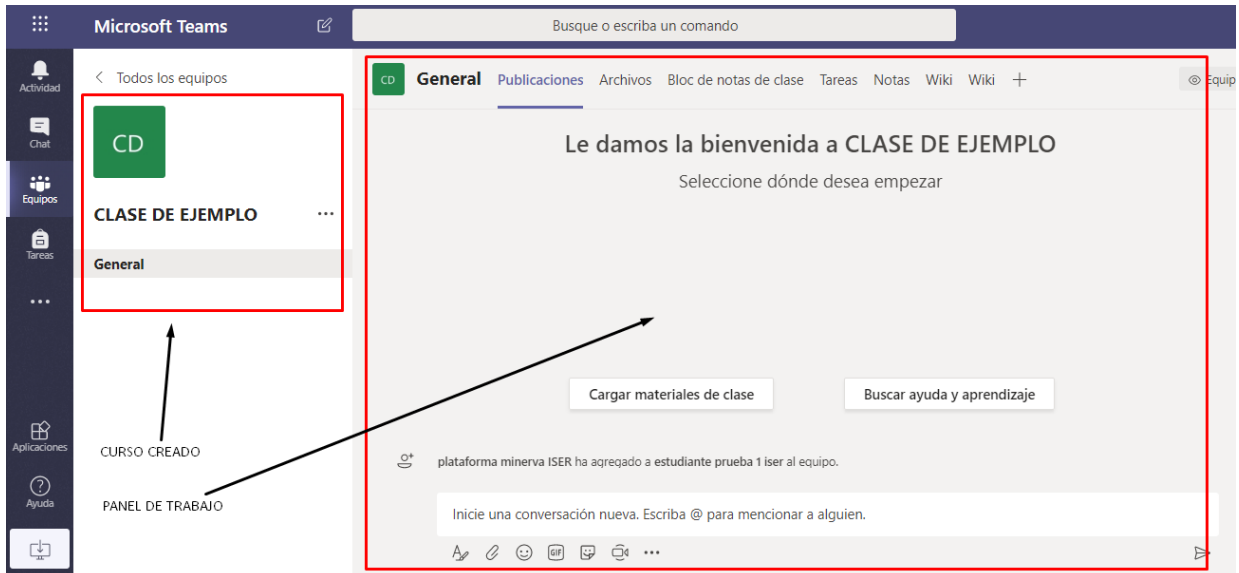 Microsoft Teams
Busque o escriba un comando
Actividad
Chat
Equipos
Tareas
Aplicaciones
Ayuda
< Todos los equipos
CD
CLASE DE EJEMPLO
General
CURSO CREADO
PANEL DE TRABAJO
CD General Publicaciones Archivos Bloc de notas de clase Tareas Notas Wiki Wiki + Equip
Le damos la bienvenida a CLASE DE EJEMPLO
Seleccione dónde desea empezar
Cargar materiales de clase
Buscar ayuda y aprendizaje
plataforma minerva ISER ha agregado a estudiante prueba 1 iser al equipo.
Inicie una conversación nueva. Escriba @ para mencionar a alguien.
GIF